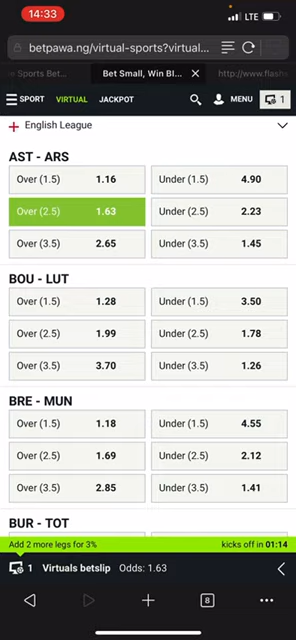 14:33
LTE
betpawa.ng/virtual-sports?virtual...
e Sports Bet...
Bet Small, Win BI...
http://www.flash
SPORT VIRTUAL JACKPOT MENU 1
English League
AST - ARS
Over (1.5) 1.16 Under (1.5) 4.90
Over (2.5) 1.63 Under (2.5) 2.23
Over (3.5) 2.65 Under (3.5) 1.45
BOU - LUT
Over (1.5) 1.28 Under (1.5) 3.50
Over (2.5) 1.99 Under (2.5) 1.78
Over (3.5) 3.70 Under (3.5) 1.26
BRE - MUN
Over (1.5) 1.18 Under (1.5) 4.55
Over (2.5) 1.69 Under (2.5) 2.12
Over (3.5) 2.85 Under (3.5) 1.41
BUR - TOT
Add 2 more legs for 3% kicks off in 01:14
1 Virtuals betslip Odds: 1.63
8